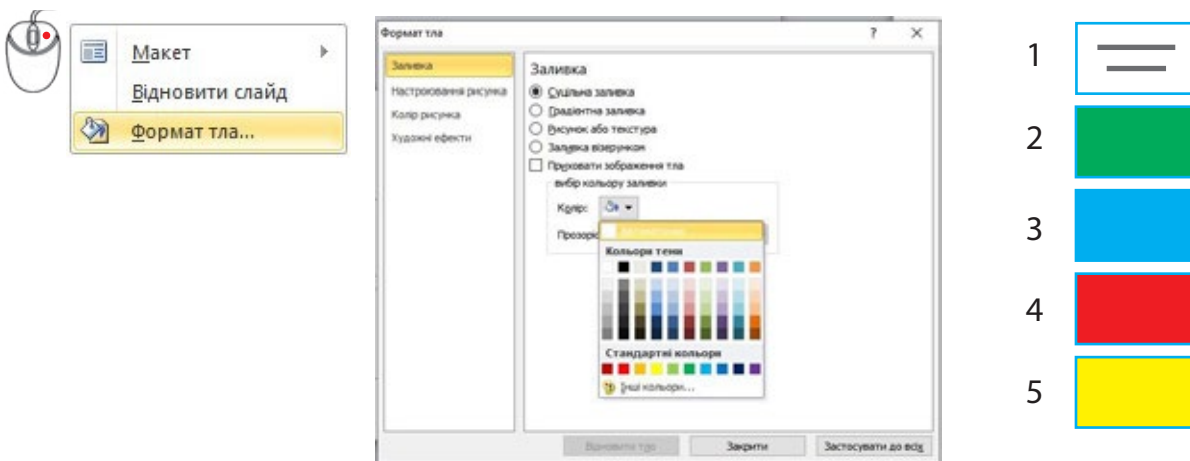 Макет
Відновити слайд
Формат тла...
Формат тла
Заливка
Настроювання рисунка
Колір рисунка
Художні ефекти
Заливка
Суцільна заливка
Градієнтна заливка
Рисунок або текстура
Заливка візерунком
Приховати зображення тла
вибір кольору заливки
Колір:
Кольори теми
Стандартні кольори
Інші кольори...
Відновити тло
Закрити
Застосувати до всіх
1
2
3
4
5